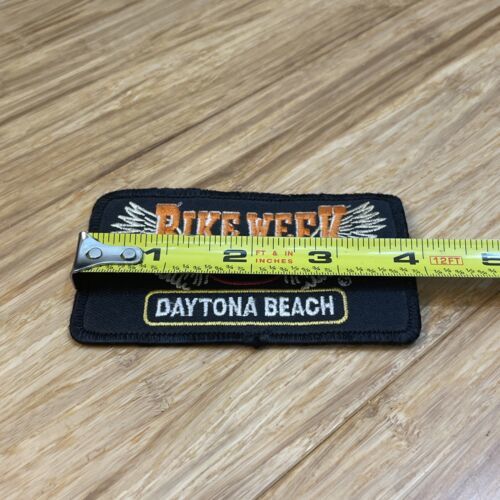 BIKE WEEK
1 2 FT & IN 3 4 12FT 5
INCHES
®
DAYTONA BEACH